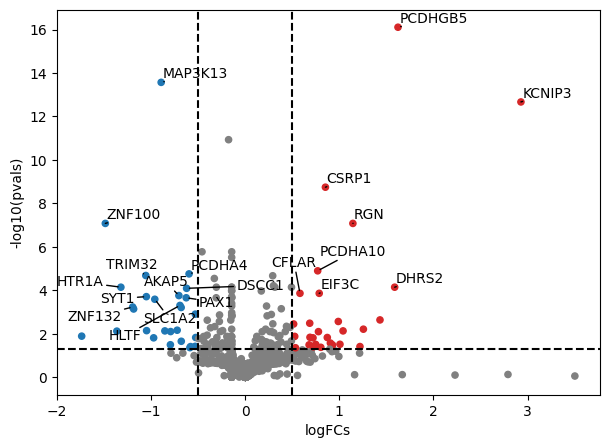 PCDHGB5
MAP3K13
KCNIP3
CSRP1
ZNF100
RGN
PCDHA10
TRIM32
PCDHA4
CFLAR
HTR1A
AKAP5
DSCC1
EIF3C
DHRS2
SYT1
PAX1
ZNF132
SLC1A2
HLTF
-log10(pvals)
16
14
12
10
8
6
4
2
0
−2
−1
0
1
2
3
logFCs